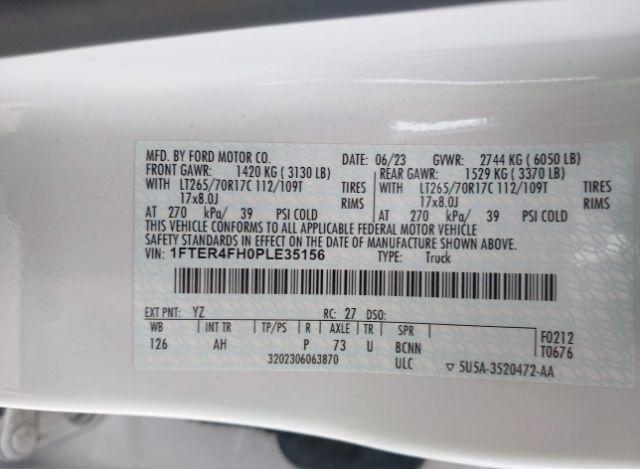 MFD. BY FORD MOTOR CO. DATE: 06/23 GVWR: 2744 KG ( 6050 LB)
FRONT GAWR: 1420 KG ( 3130 LB) REAR GAWR: 1529 KG ( 3370 LB)
WITH LT265/70R17C 112/109T TIRES WITH LT265/70R17C 112/109T TIRES
17x8.0J RIMS 17x8.0J RIMS
AT 270 kPa/ 39 PSI COLD AT 270 kPa/ 39 PSI COLD
THIS VEHICLE CONFORMS TO ALL APPLICABLE FEDERAL MOTOR VEHICLE
SAFETY STANDARDS IN EFFECT ON THE DATE OF MANUFACTURE SHOWN ABOVE.
VIN: 1FTER4FH0PLE35156 TYPE: Truck
EXT PNT: YZ RC: 27 DSO:
WB INT TR TP/PS R AXLE TR SPR F0212
126 AH P 73 U BCNN T0676
3202306063870 ULC ▽ 5U5A-3520472-AA